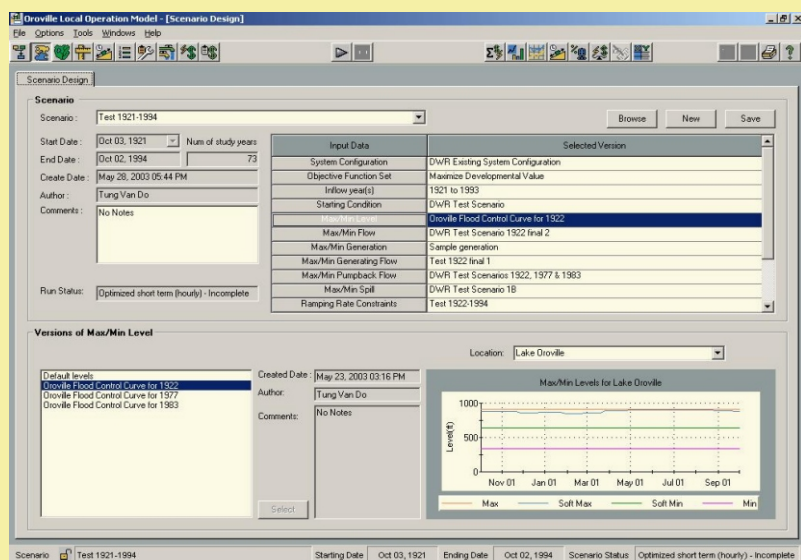 Oroville Local Operation Model - [Scenario Design]
File Options Tools Windows Help
Scenario Design
Scenario
Scenario : Test 1921-1994 Browse New Save
Start Date : Oct 03, 1921 Num of study years
End Date : Oct 02, 1994 73
Create Date : May 28, 2003 05:44 PM
Author : Tung Van Do
Comments : No Notes
Run Status: Optimized short term (hourly) - Incomplete
Input Data Selected Version
System Configuration DWR Existing System Configuration
Objective Function Set Maximize Developmental Value
Inflow year(s) 1921 to 1993
Starting Condition DWR Test Scenario
Max/Min Level Oroville Flood Control Curve for 1922
Max/Min Flow DWR Test Scenario 1922 final 2
Max/Min Generation Sample generation
Max/Min Generating Flow Test 1922 final 1
Max/Min Pumpback Flow DWR Test Scenarios 1922, 1977 & 1983
Max/Min Spill DWR Test Scenario 1B
Ramping Rate Constraints Test 1922-1994
Versions of Max/Min Level
Location: Lake Oroville
Default levels
Oroville Flood Control Curve for 1922
Oroville Flood Control Curve for 1977
Oroville Flood Control Curve for 1983
Created Date : May 23, 2003 03:16 PM
Author: Tung Van Do
Comments: No Notes
Select
Max/Min Levels for Lake Oroville
Level(ft)
1000
500
0
Nov 01 Jan 01 Mar 01 May 01 Jul 01 Sep 01
Max Soft Max Soft Min Min
Scenario Test 1921-1994 Starting Date Oct 03, 1921 Ending Date Oct 02, 1994 Scenario Status Optimized short term (hourly) - Incomplete